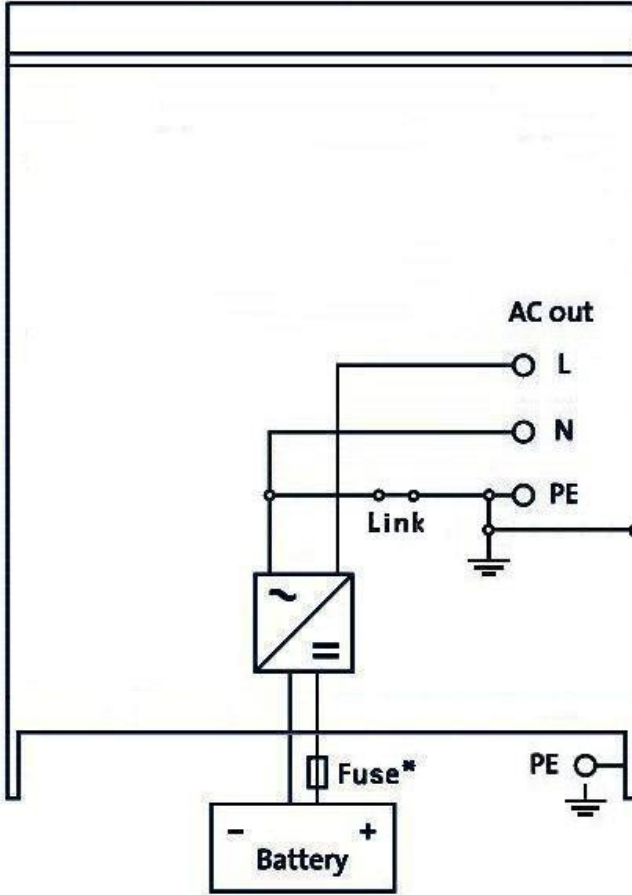 AC out
L
N
PE
Link
~
=
Fuse*
PE
- +
Battery